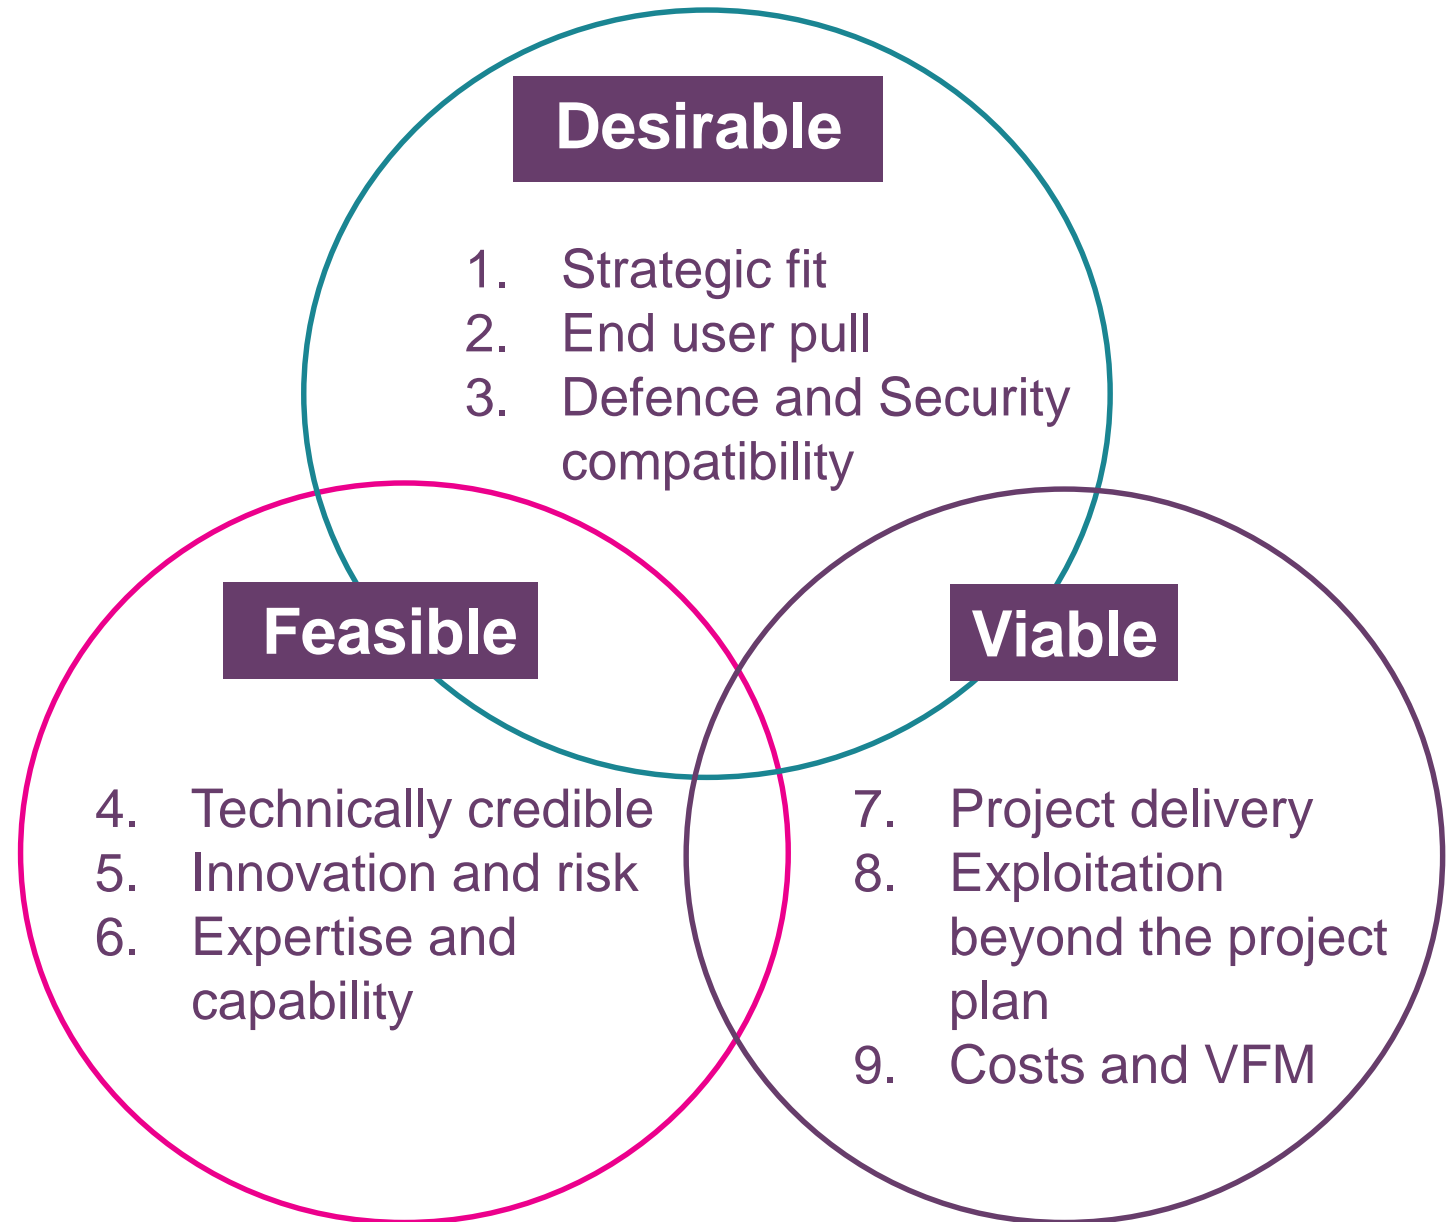 Desirable
1. Strategic fit
2. End user pull
3. Defence and Security
compatibility
Feasible
4. Technically credible
5. Innovation and risk
6. Expertise and
capability
Viable
7. Project delivery
8. Exploitation
beyond the project
plan
9. Costs and VFM